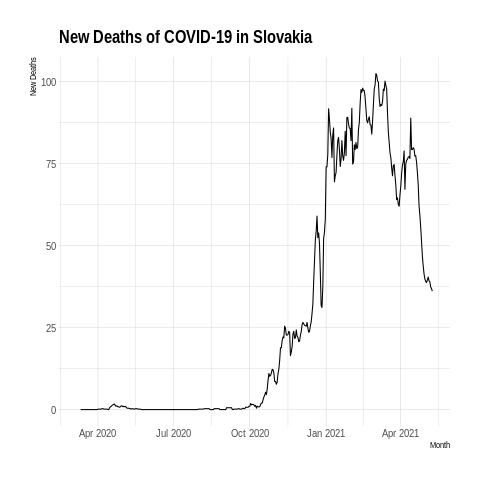 New Deaths of COVID-19 in Slovakia
New Deaths
100
75
50
25
0
Apr 2020 Jul 2020 Oct 2020 Jan 2021 Apr 2021
Month